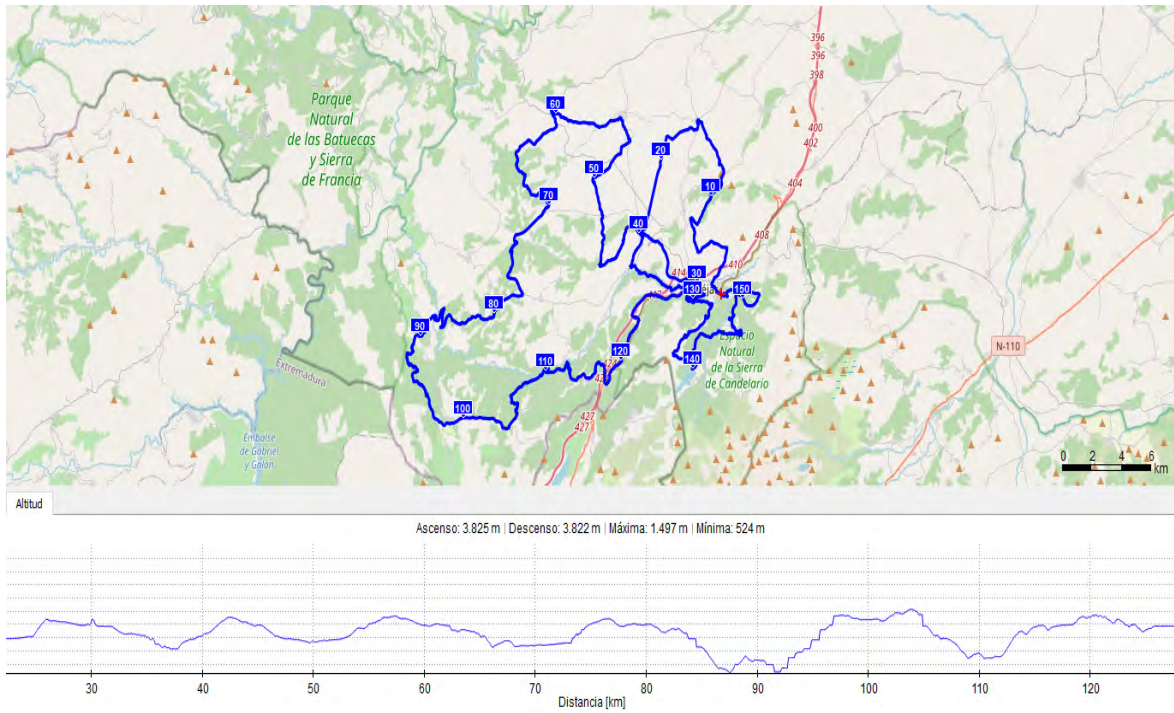 396
396
398
Parque
Natural
de las Batuecas
y Sierra
de Francia
60
400
402
20
50
10
404
70
40
408
410
414
30
130
150
80
90
N-110
Espacio
Natural
de la Sierra
de Candelario
120
140
110
Extremadura
100
427
427
Embalse
de Gabriel
y Galán
0 2 4 6
km
Altitud
Ascenso: 3.825 m | Descenso: 3.822 m | Máxima: 1.497 m | Mínima: 524 m
30 40 50 60 70 80 90 100 110 120
Distancia [km]